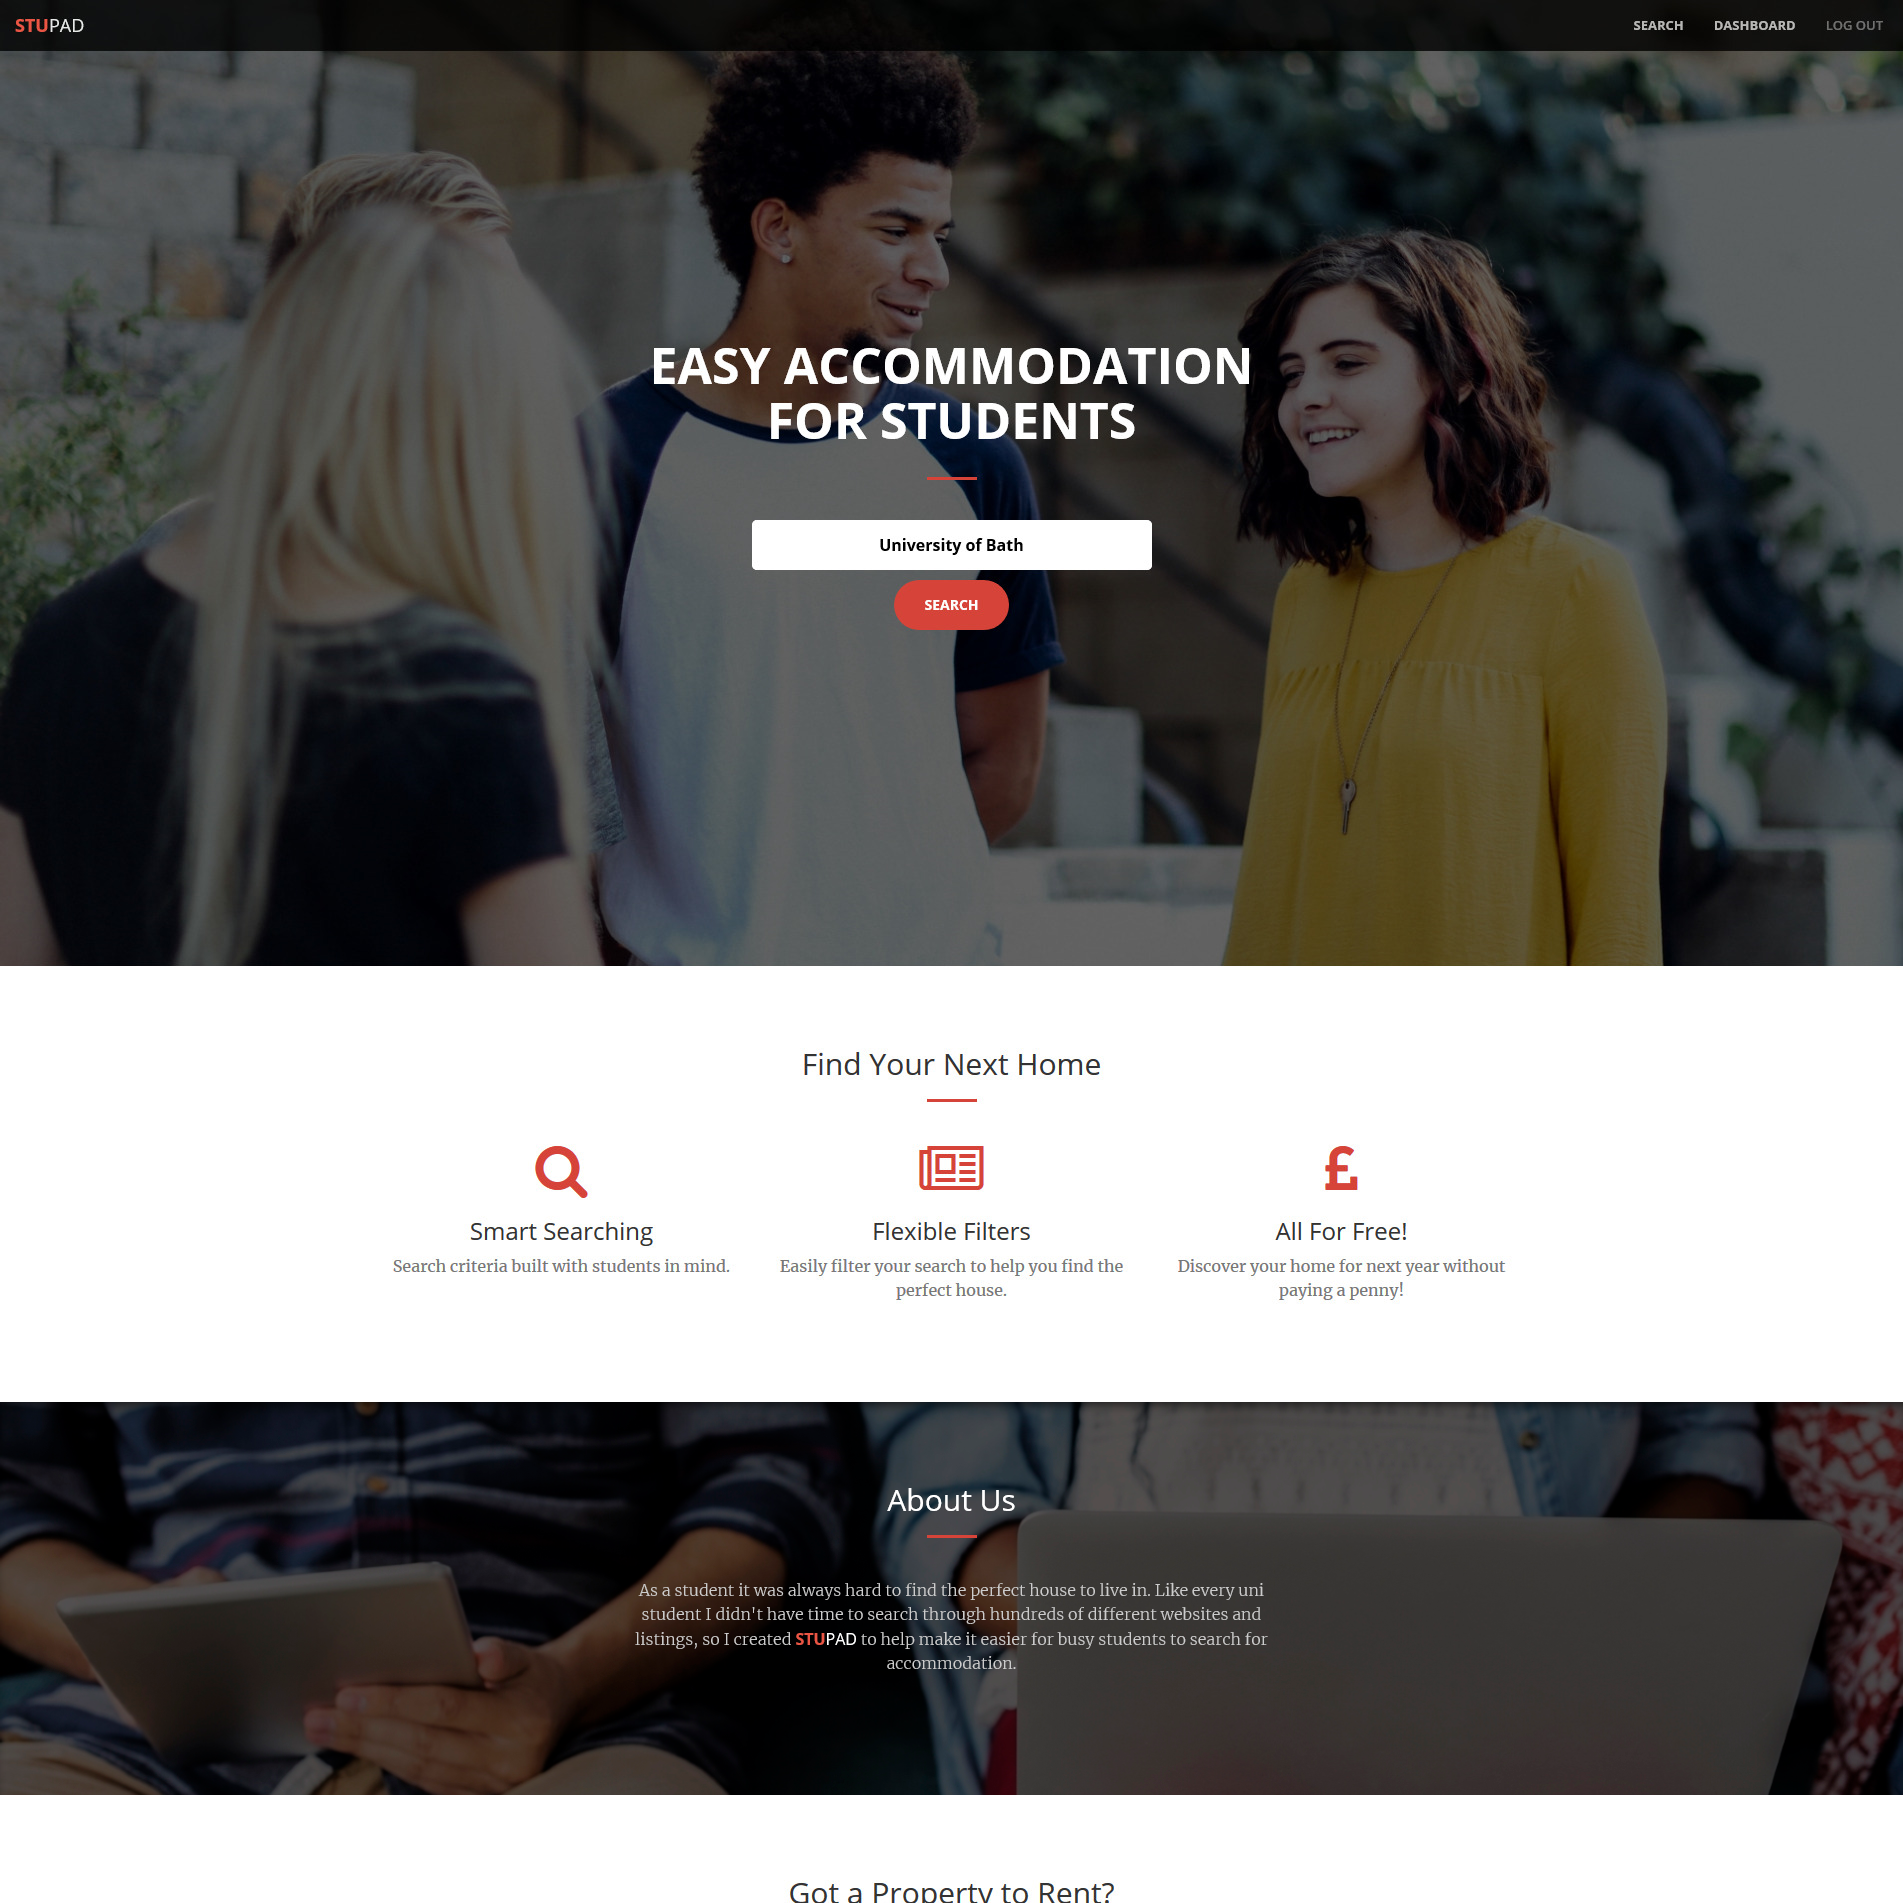 STUPAD
SEARCH
DASHBOARD
LOG OUT
EASY ACCOMMODATION
FOR STUDENTS
University of Bath
SEARCH
Find Your Next Home
£
Smart Searching
Search criteria built with students in mind.
Flexible Filters
Easily filter your search to help you find the
perfect house.
All For Free!
Discover your home for next year without
paying a penny!
About Us
As a student it was always hard to find the perfect house to live in. Like every uni
student I didn't have time to search through hundreds of different websites and
listings, so I created STUPAD to help make it easier for busy students to search for
accommodation.
Got a Property to Rent?